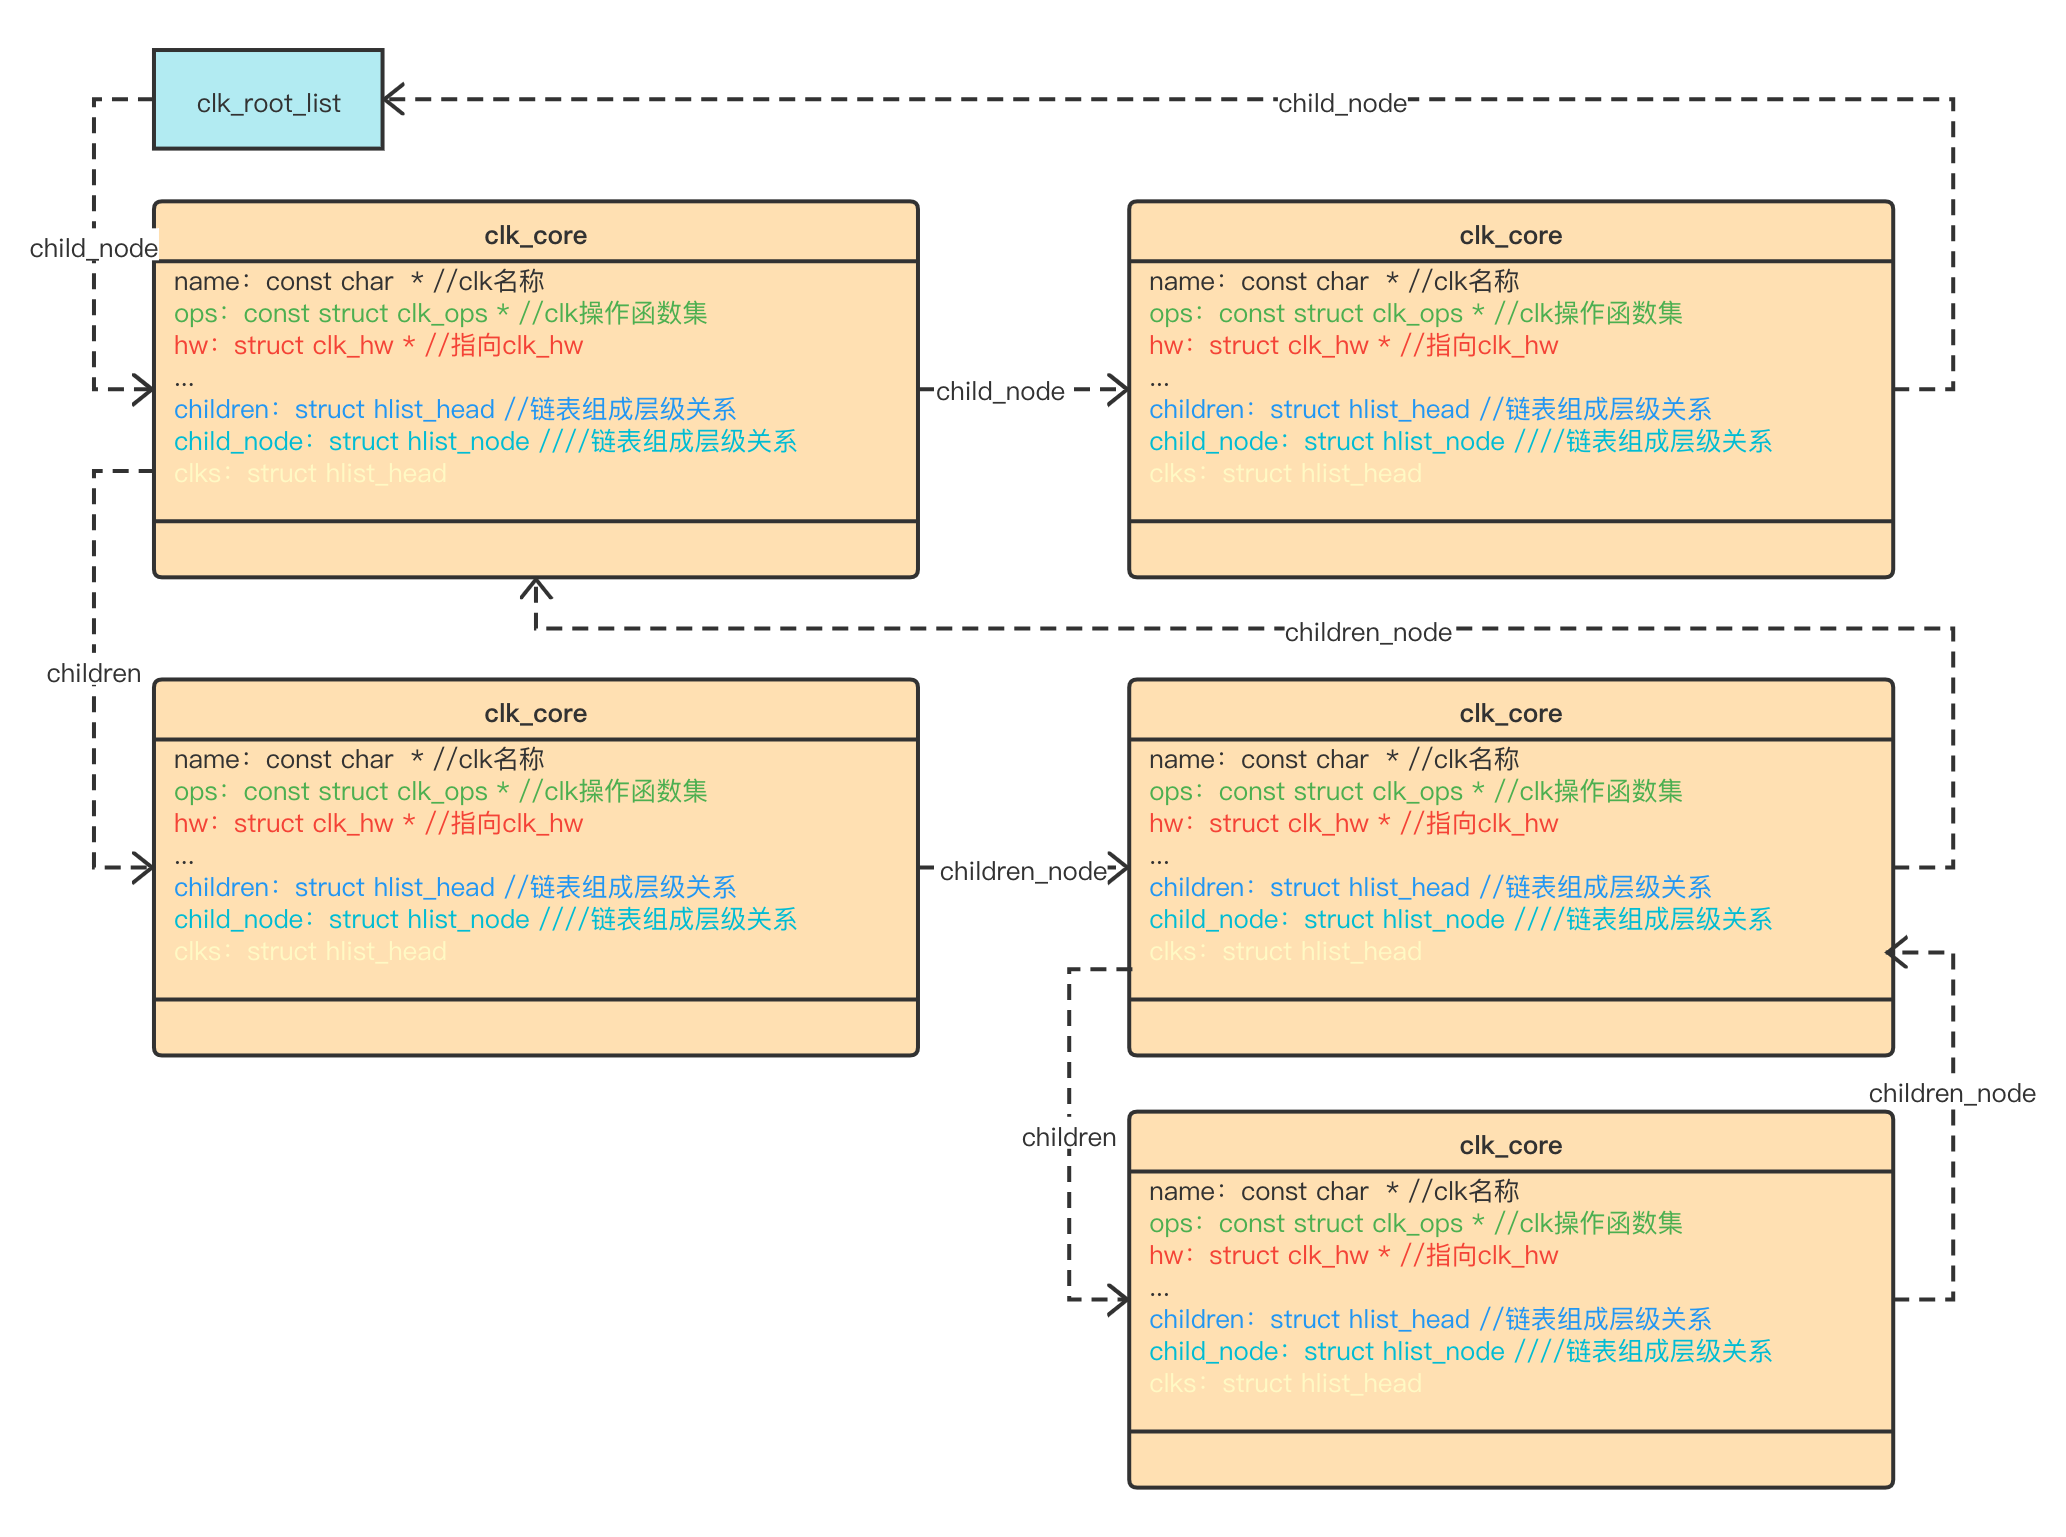 clk_root_list
child_node
child_node
clk_core
name：const char  * //clk名称
ops：const struct clk_ops * //clk操作函数集
hw：struct clk_hw * //指向clk_hw
...
children：struct hlist_head //链表组成层级关系
child_node：struct hlist_node ////链表组成层级关系
clks：struct hlist_head
child_node
clk_core
name：const char  * //clk名称
ops：const struct clk_ops * //clk操作函数集
hw：struct clk_hw * //指向clk_hw
...
children：struct hlist_head //链表组成层级关系
child_node：struct hlist_node ////链表组成层级关系
clks：struct hlist_head
children_node
children
clk_core
name：const char  * //clk名称
ops：const struct clk_ops * //clk操作函数集
hw：struct clk_hw * //指向clk_hw
...
children：struct hlist_head //链表组成层级关系
child_node：struct hlist_node ////链表组成层级关系
clks：struct hlist_head
children_node
clk_core
name：const char  * //clk名称
ops：const struct clk_ops * //clk操作函数集
hw：struct clk_hw * //指向clk_hw
...
children：struct hlist_head //链表组成层级关系
child_node：struct hlist_node ////链表组成层级关系
clks：struct hlist_head
children_node
children
clk_core
name：const char  * //clk名称
ops：const struct clk_ops * //clk操作函数集
hw：struct clk_hw * //指向clk_hw
...
children：struct hlist_head //链表组成层级关系
child_node：struct hlist_node ////链表组成层级关系
clks：struct hlist_head